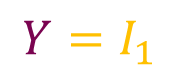 Y = I₁